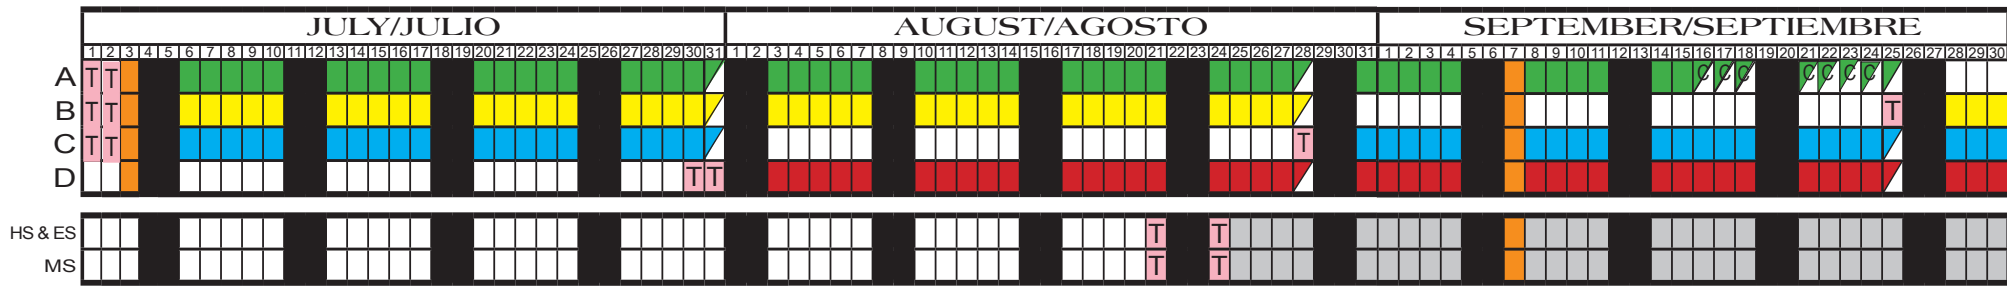 JULY/JULIO AUGUST/AGOSTO SEPTEMBER/SEPTIEMBRE
1 2 3 4 5 6 7 8 9 10 11 12 13 14 15 16 17 18 19 20 21 22 23 24 25 26 27 28 29 30 31 1 2 3 4 5 6 7 8 9 10 11 12 13 14 15 16 17 18 19 20 21 22 23 24 25 26 27 28 29 30 31 1 2 3 4 5 6 7 8 9 10 11 12 13 14 15 16 17 18 19 20 21 22 23 24 25 26 27 28 29 30
A T T C C C C C C C
B T T T
C T T T
D T T
HS & ES T T
MS T T